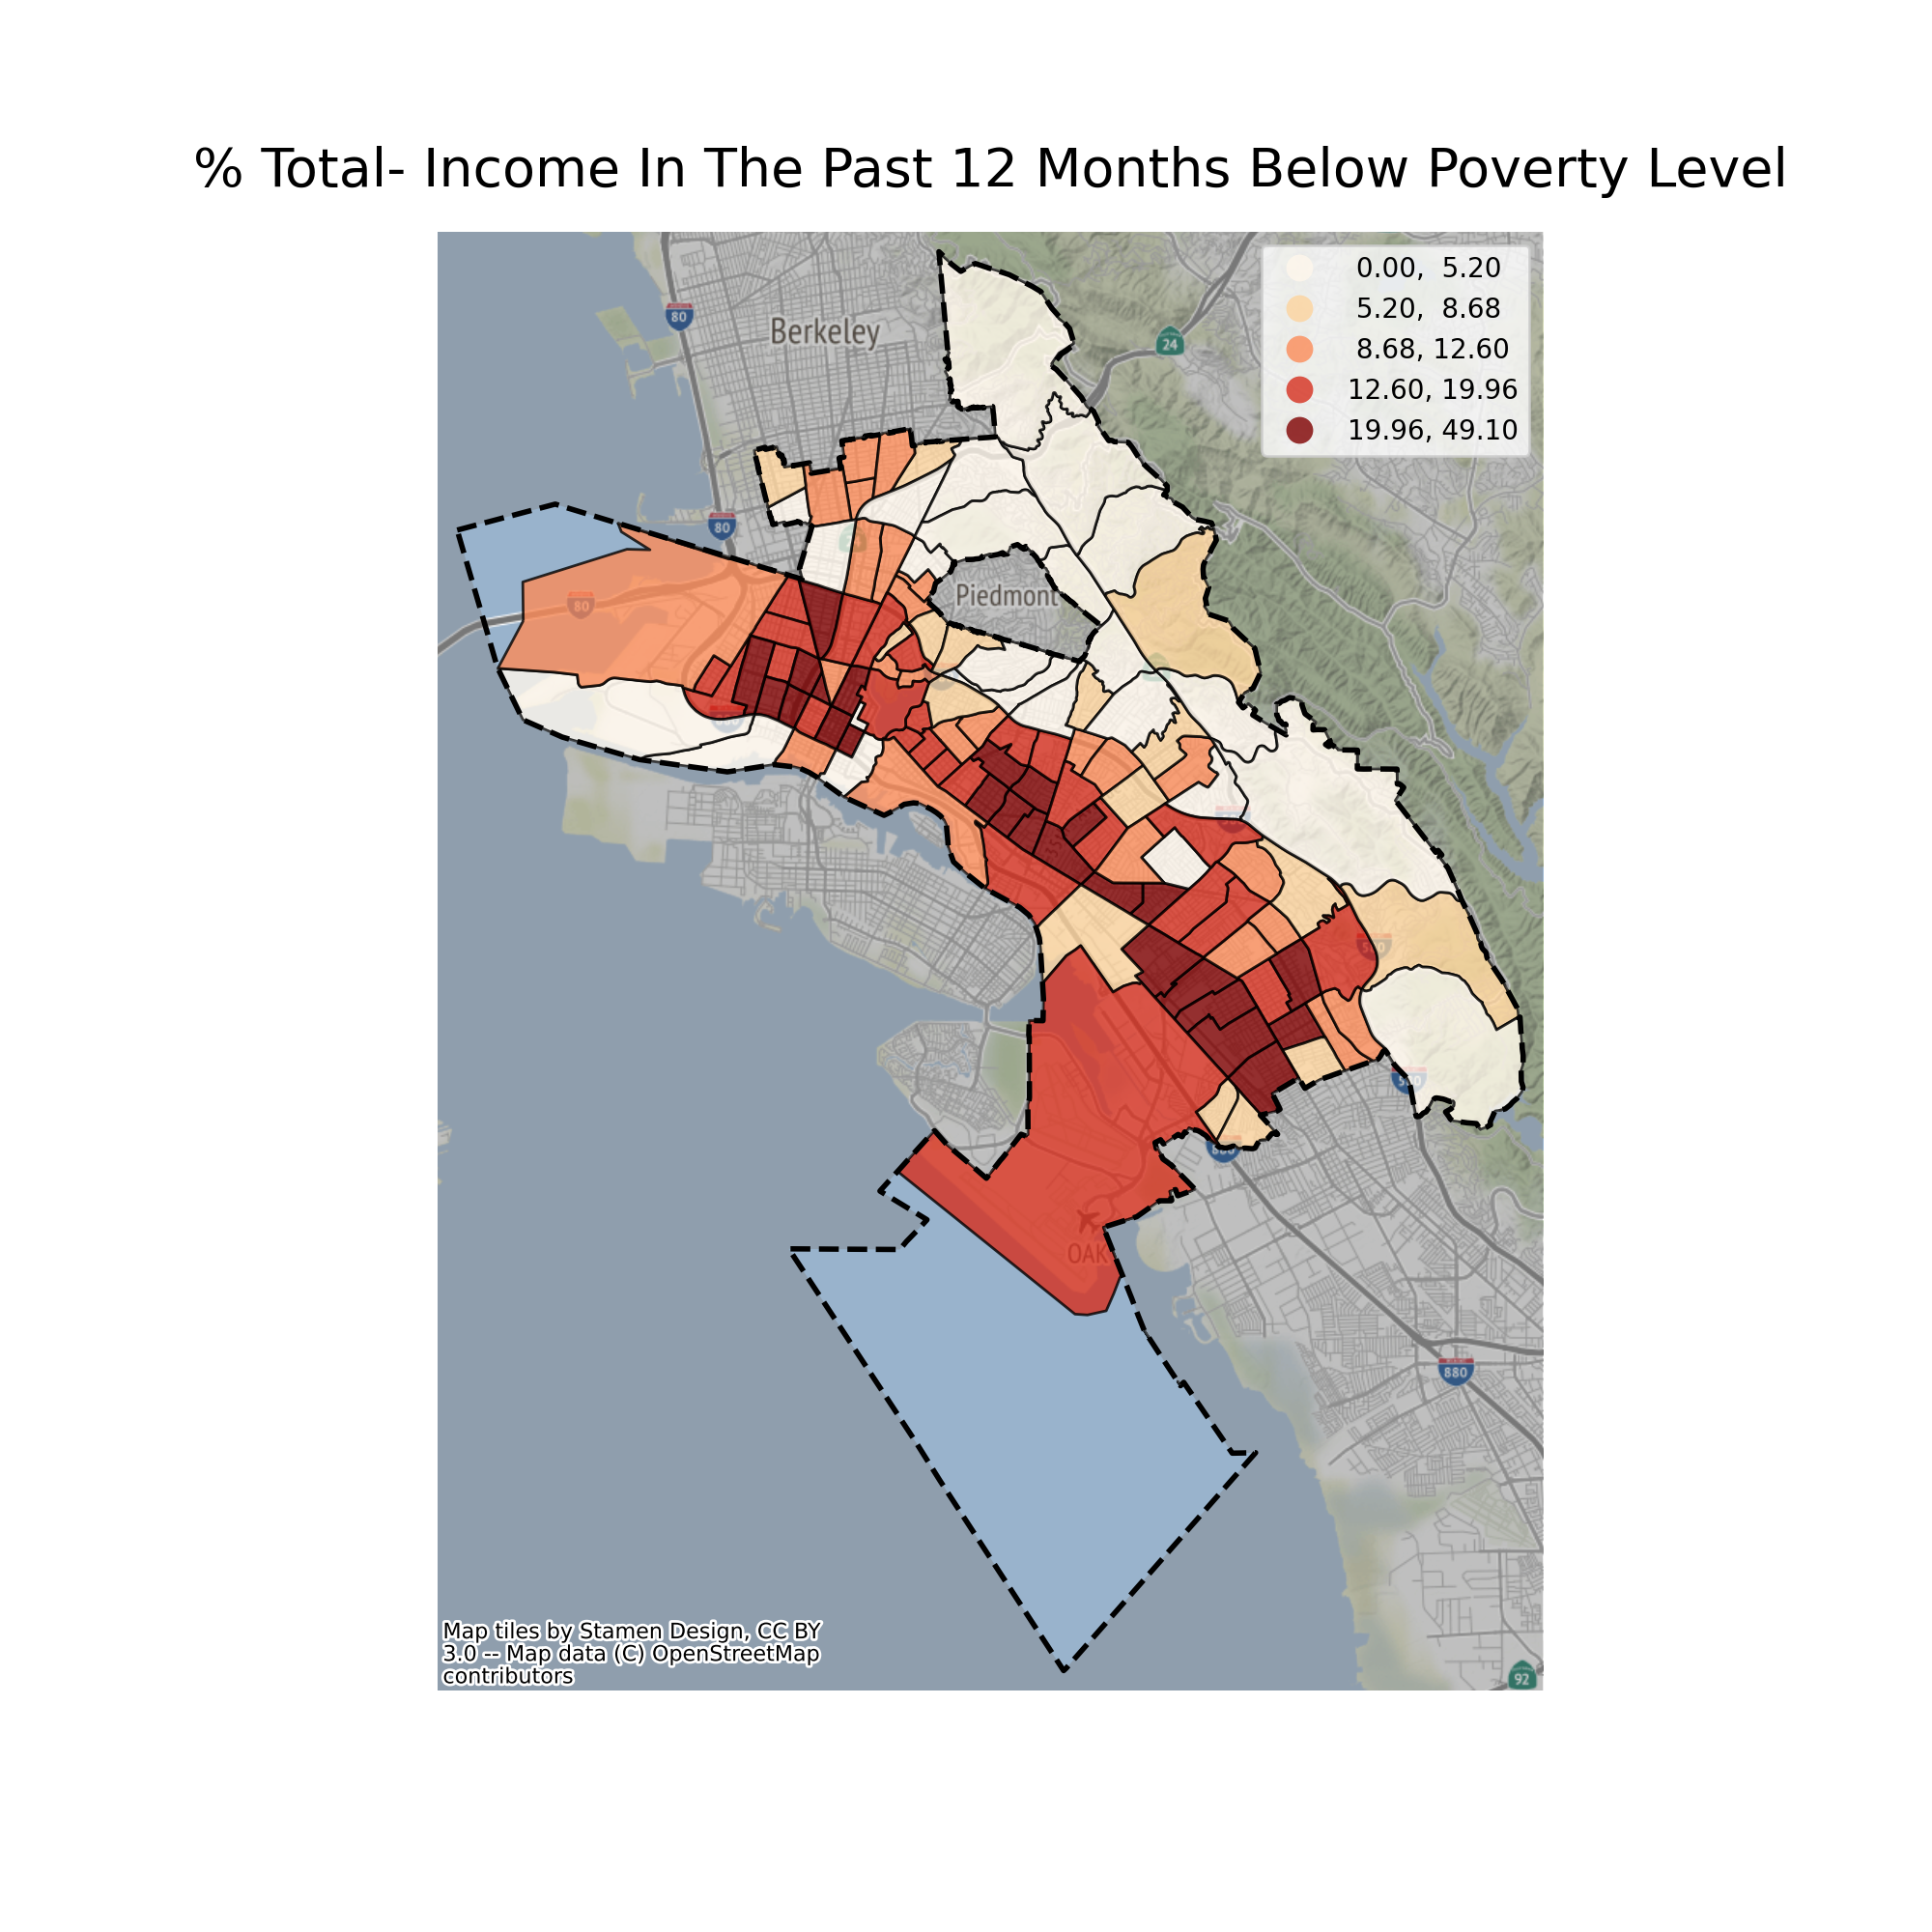 % Total- Income In The Past 12 Months Below Poverty Level
0.00,  5.20
5.20,  8.68
8.68, 12.60
12.60, 19.96
19.96, 49.10
24
80
Berkeley
80
80
Piedmont
580
880
OAK
880
92
Map tiles by Stamen Design, CC BY
3.0 -- Map data (C) OpenStreetMap
contributors